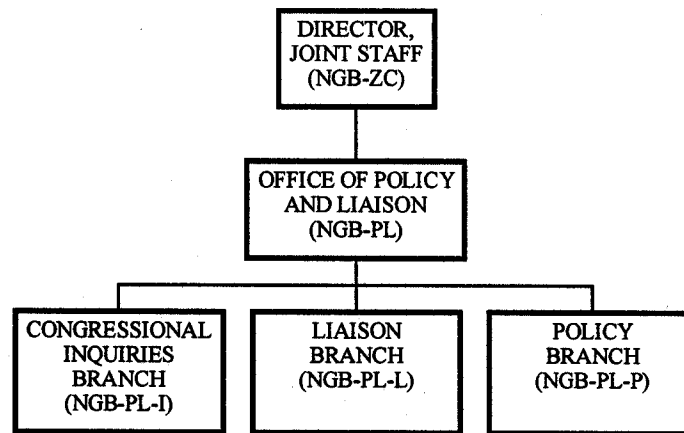 DIRECTOR,
JOINT STAFF
(NGB-ZC)
OFFICE OF POLICY
AND LIAISON
(NGB-PL)
CONGRESSIONAL
INQUIRIES
BRANCH
(NGB-PL-I)
LIAISON
BRANCH
(NGB-PL-L)
POLICY
BRANCH
(NGB-PL-P)